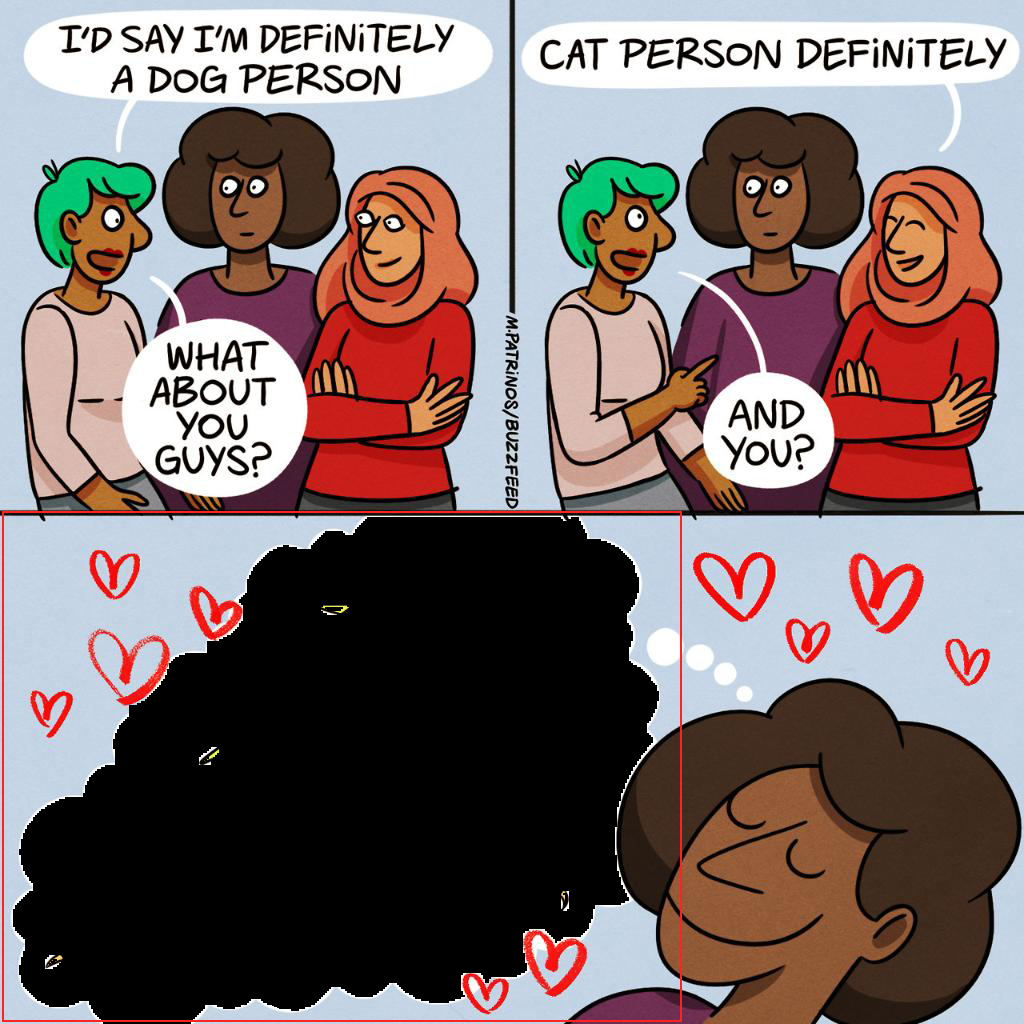 I'D SAY I'M DEFiNiTELY
A DOG PERSON
WHAT
ABOUT
YOU
GUYS?
CAT PERSON DEFiNiTELY
AND
YOU?
M.PATRINOS/BUZZFEED